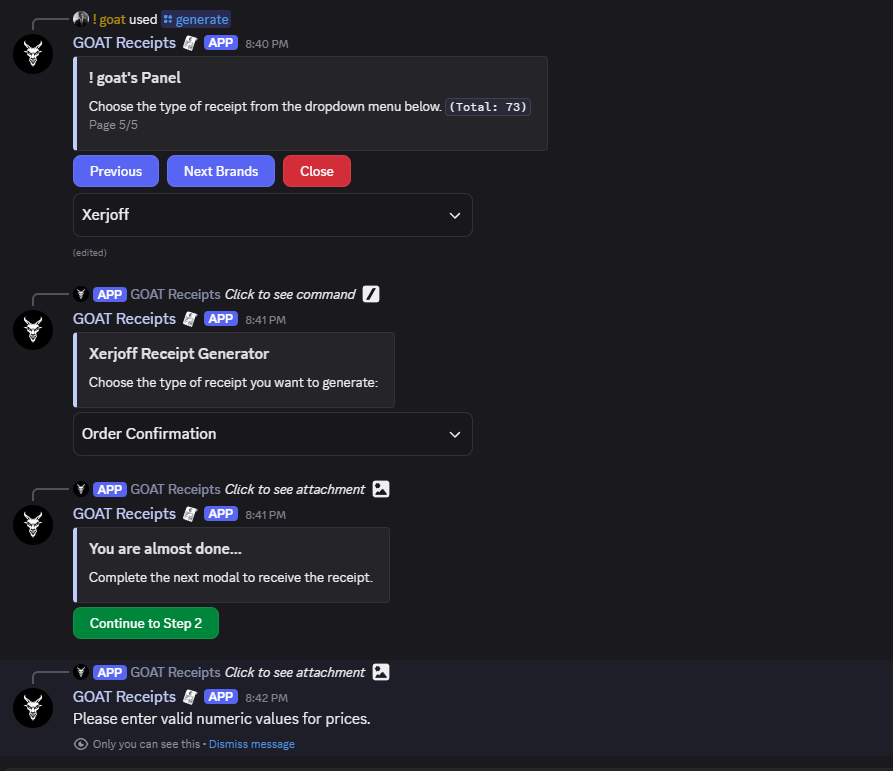 ! goat used generate
GOAT Receipts APP 8:40 PM
! goat's Panel
Choose the type of receipt from the dropdown menu below. (Total: 73)
Page 5/5
Previous Next Brands Close
Xerjoff
(edited)
APP GOAT Receipts Click to see command
GOAT Receipts APP 8:41 PM
Xerjoff Receipt Generator
Choose the type of receipt you want to generate:
Order Confirmation
APP GOAT Receipts Click to see attachment
GOAT Receipts APP 8:41 PM
You are almost done...
Complete the next modal to receive the receipt.
Continue to Step 2
APP GOAT Receipts Click to see attachment
GOAT Receipts APP 8:42 PM
Please enter valid numeric values for prices.
Only you can see this • Dismiss message